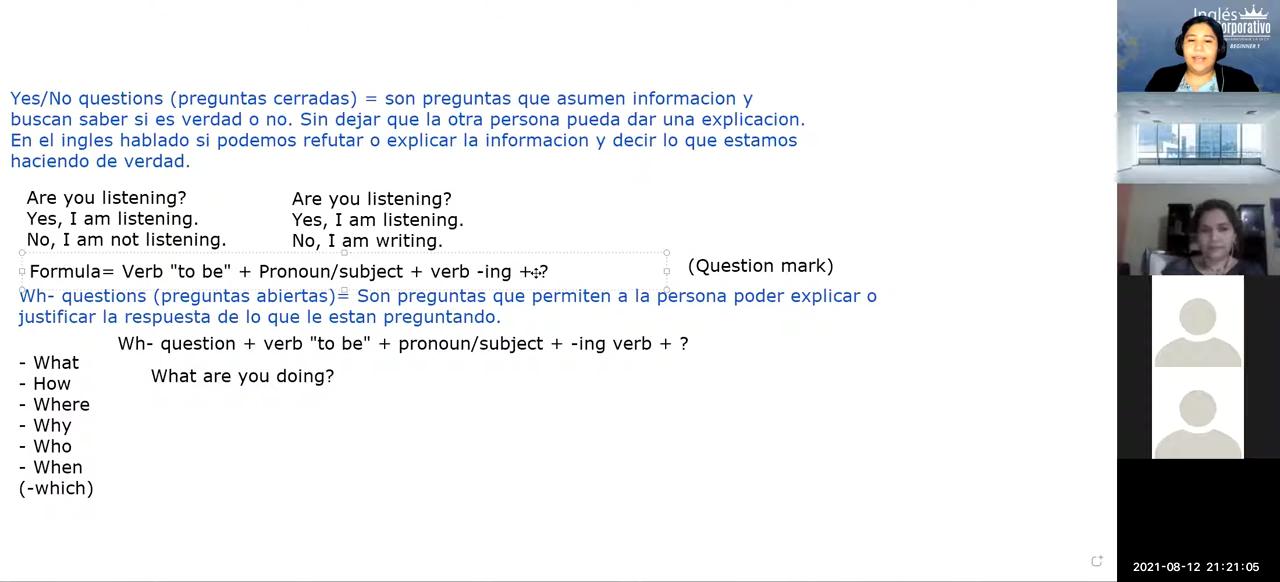 Inglés
orporativo
BEGINNER 1
Yes/No questions (preguntas cerradas) = son preguntas que asumen informacion y
buscan saber si es verdad o no. Sin dejar que la otra persona pueda dar una explicacion.
En el ingles hablado si podemos refutar o explicar la informacion y decir lo que estamos
haciendo de verdad.
Are you listening?
Yes, I am listening.
No, I am not listening.
Are you listening?
Yes, I am listening.
No, I am writing.
Formula= Verb "to be" + Pronoun/subject + verb -ing + ?
(Question mark)
Wh- questions (preguntas abiertas)= Son preguntas que permiten a la persona poder explicar o
justificar la respuesta de lo que le estan preguntando.
Wh- question + verb "to be" + pronoun/subject + -ing verb + ?
What are you doing?
- What
- How
- Where
- Why
- Who
- When
(-which)
2021-08-12 21:21:05